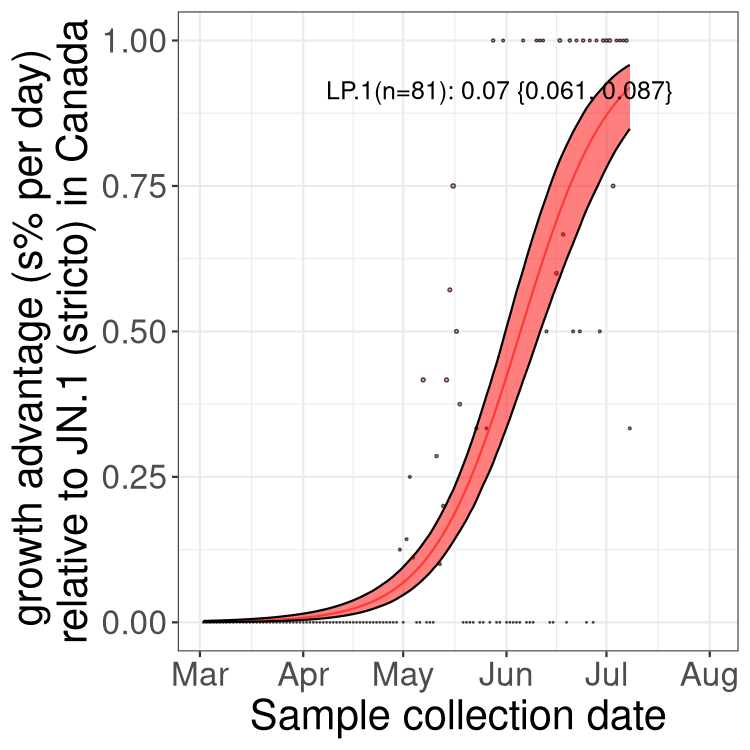 growth advantage (s% per day)
relative to JN.1 (stricto) in Canada
1.00
0.75
0.50
0.25
0.00
LP.1(n=81): 0.07 {0.061, 0.087}
Mar Apr May Jun Jul Aug
Sample collection date